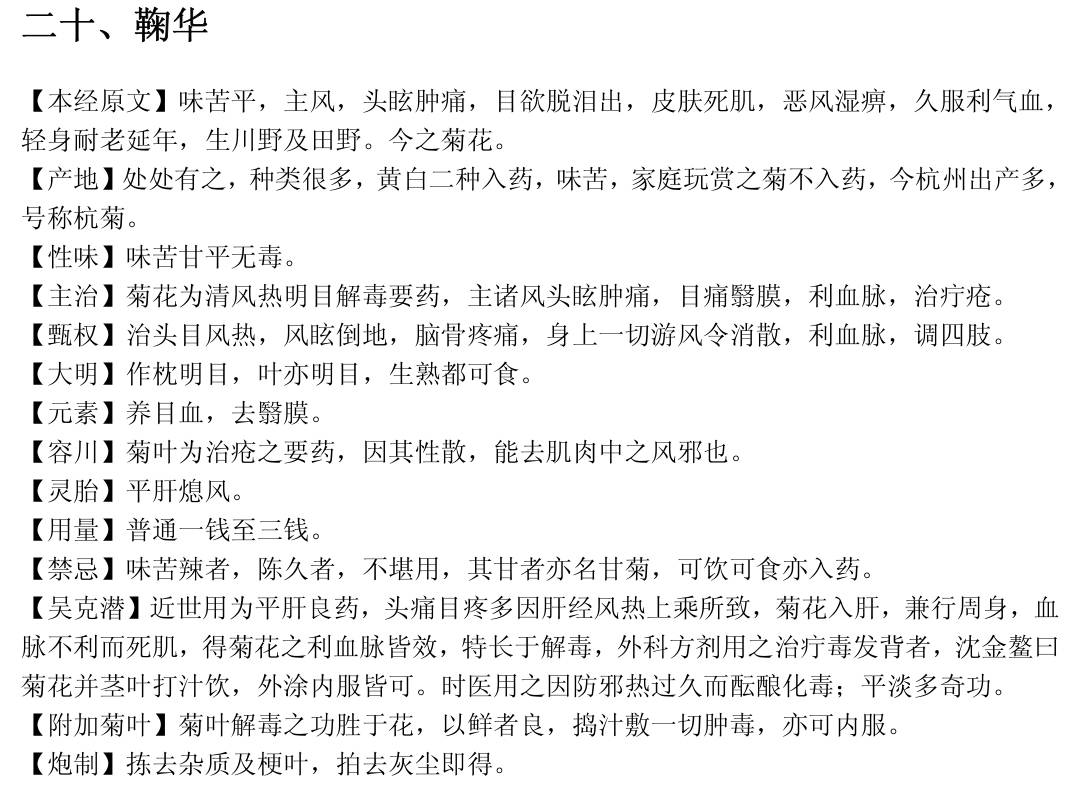 二十、鞠华
【本经原文】味苦平，主风，头眩肿痛，目欲脱泪出，皮肤死肌，恶风湿痹，久服利气血，
轻身耐老延年，生川野及田野。今之菊花。
【产地】处处有之，种类很多，黄白二种入药，味苦，家庭玩赏之菊不入药，今杭州出产多，
号称杭菊。
【性味】味苦甘平无毒。
【主治】菊花为清风热明目解毒要药，主诸风头眩肿痛，目痛翳膜，利血脉，治疔疮。
【甄权】治头目风热，风眩倒地，脑骨疼痛，身上一切游风令消散，利血脉，调四肢。
【大明】作枕明目，叶亦明目，生熟都可食。
【元素】养目血，去翳膜。
【容川】菊叶为治疮之要药，因其性散，能去肌肉中之风邪也。
【灵胎】平肝熄风。
【用量】普通一钱至三钱。
【禁忌】味苦辣者，陈久者，不堪用，其甘者亦名甘菊，可饮可食亦入药。
【吴克潜】近世用为平肝良药，头痛目疼多因肝经风热上乘所致，菊花入肝，兼行周身，血
脉不利而死肌，得菊花之利血脉皆效，特长于解毒，外科方剂用之治疔毒发背者，沈金鳌曰
菊花并茎叶打汁饮，外涂内服皆可。时医用之因防邪热过久而酝酿化毒；平淡多奇功。
【附加菊叶】菊叶解毒之功胜于花，以鲜者良，捣汁敷一切肿毒，亦可内服。
【炮制】拣去杂质及梗叶，拍去灰尘即得。